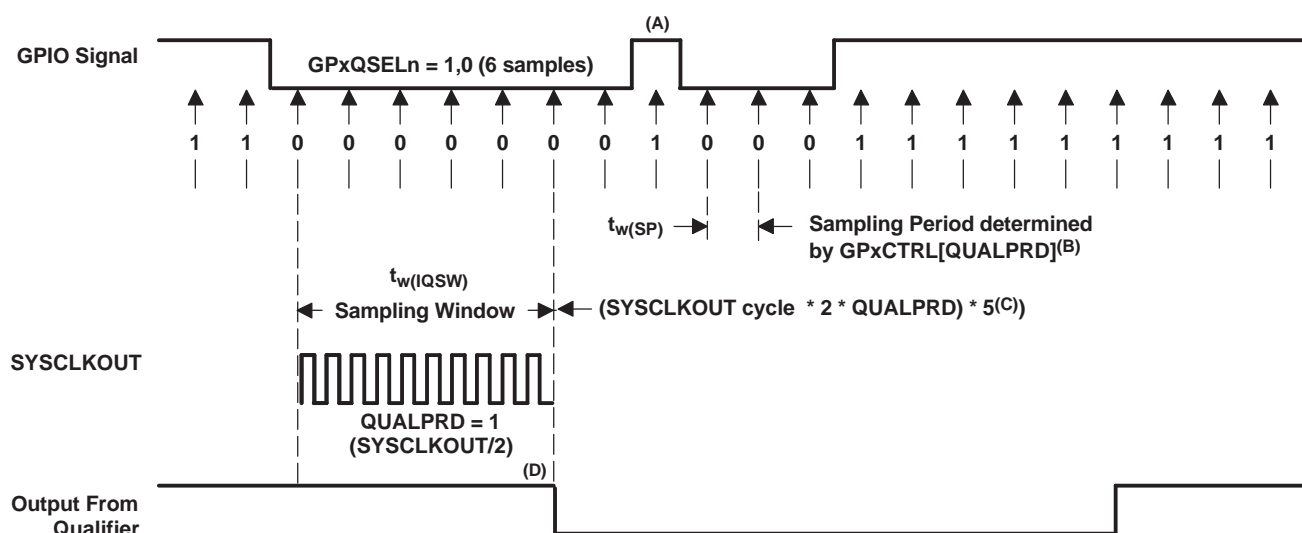 (A)
GPIO Signal
GPxQSELn = 1,0 (6 samples)
1 1 0 0 0 0 0 0 0 1 0 0 0 1 1 1 1 1 1 1 1 1
tw(SP)
Sampling Period determined
by GPxCTRL[QUALPRD](B)
tw(IQSW)
Sampling Window
(SYSCLKOUT cycle * 2 * QUALPRD) * 5(C))
SYSCLKOUT
QUALPRD = 1
(SYSCLKOUT/2)
(D)
Output From
Qualifier